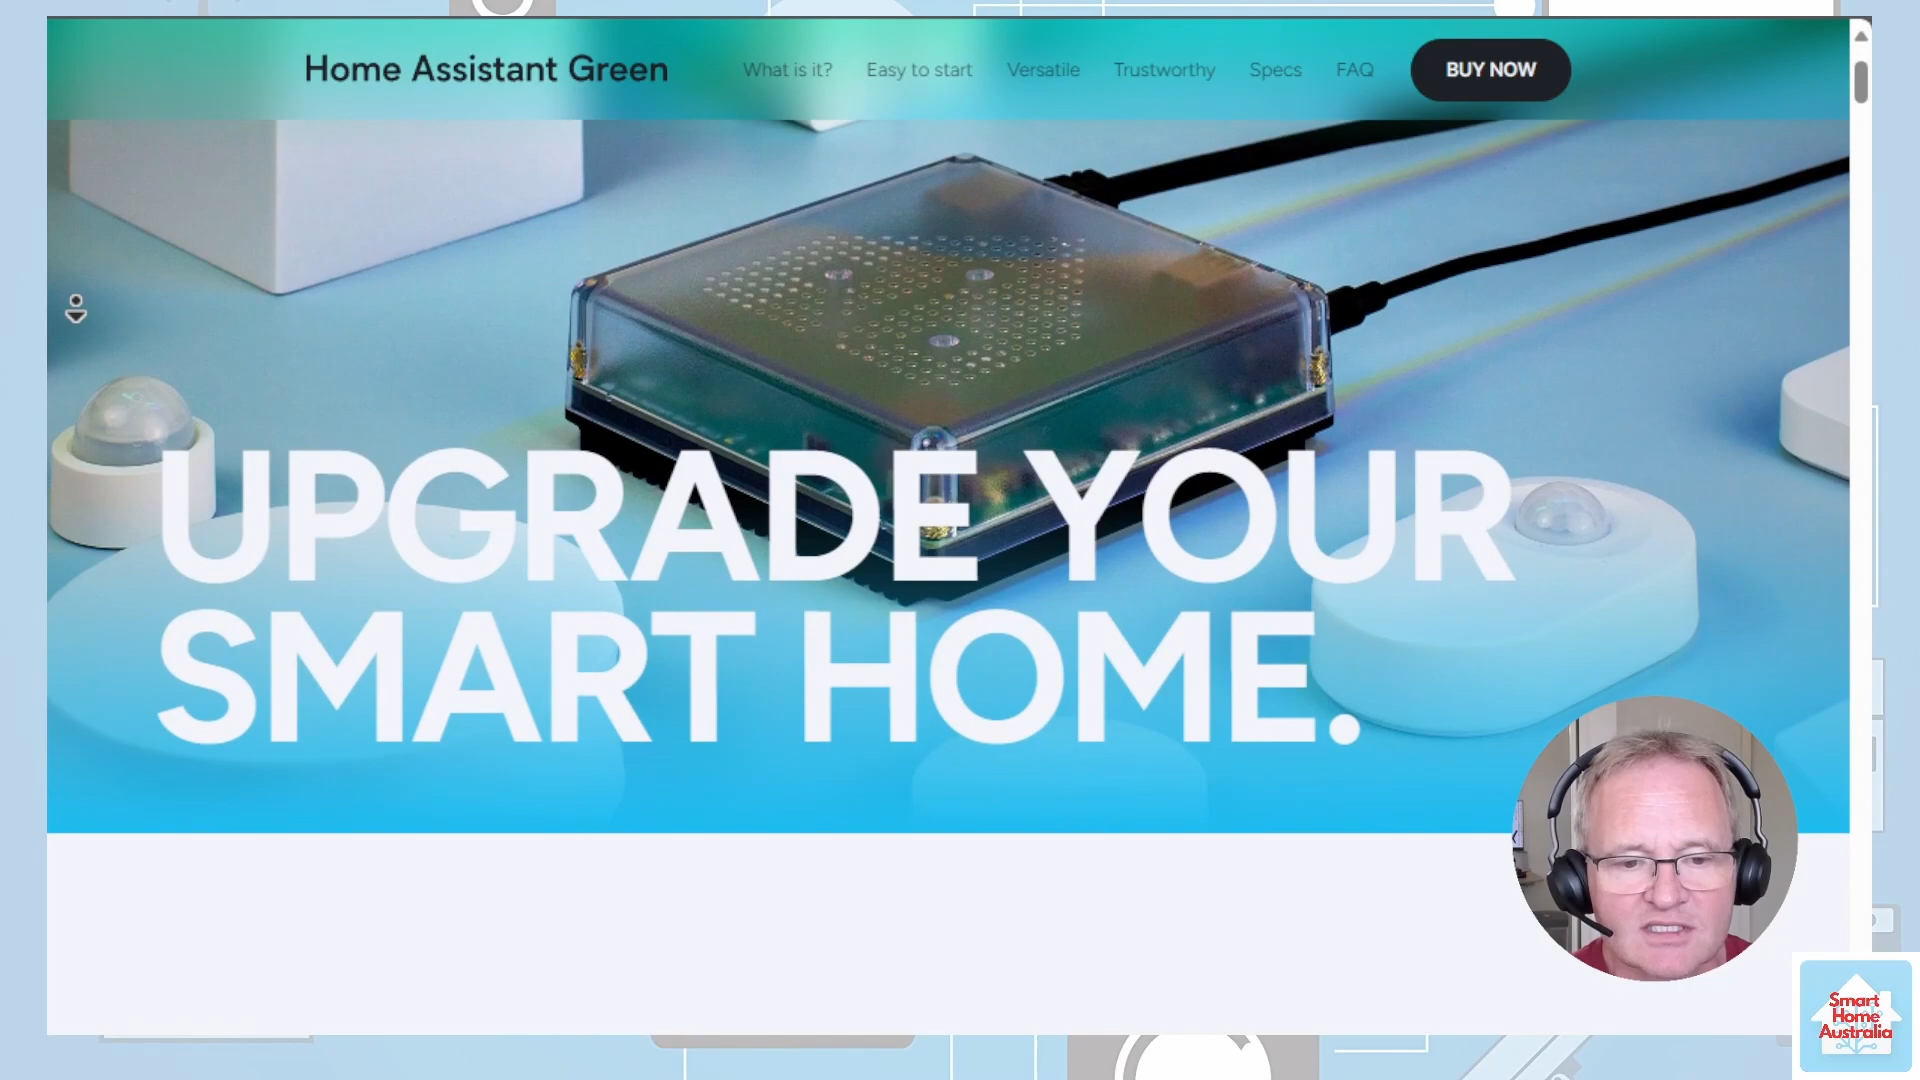 Home Assistant Green
What is it?
Easy to start
Versatile
Trustworthy
Specs
FAQ
BUY NOW
UPGRADE YOUR
SMART HOME.
Smart
Home
Australia